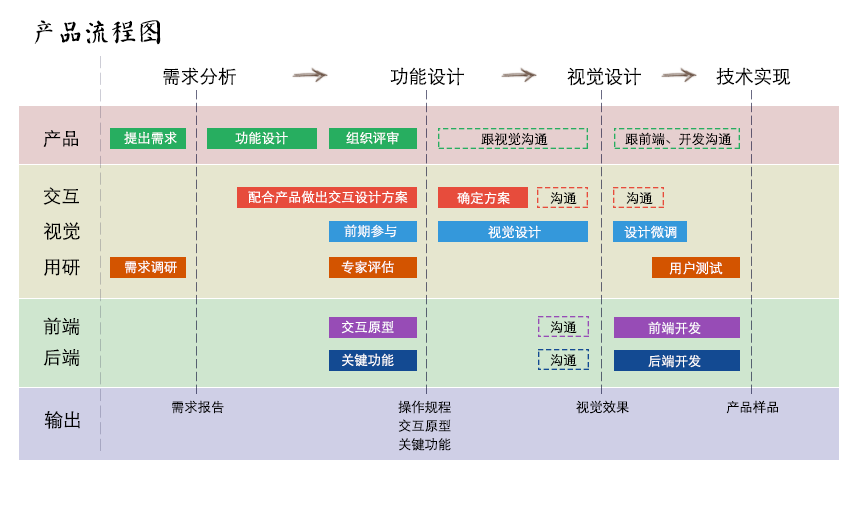 产品流程图
需求分析 功能设计 视觉设计 技术实现
产品 提出需求 功能设计 组织评审 跟视觉沟通 跟前端、开发沟通
交互 配合产品做出交互设计方案 确定方案 沟通 沟通
视觉 前期参与 视觉设计 设计微调
用研 需求调研 专家评估 用户测试
前端 交互原型 沟通 前端开发
后端 关键功能 沟通 后端开发
输出 需求报告 操作规程 视觉效果 产品样品
交互原型
关键功能